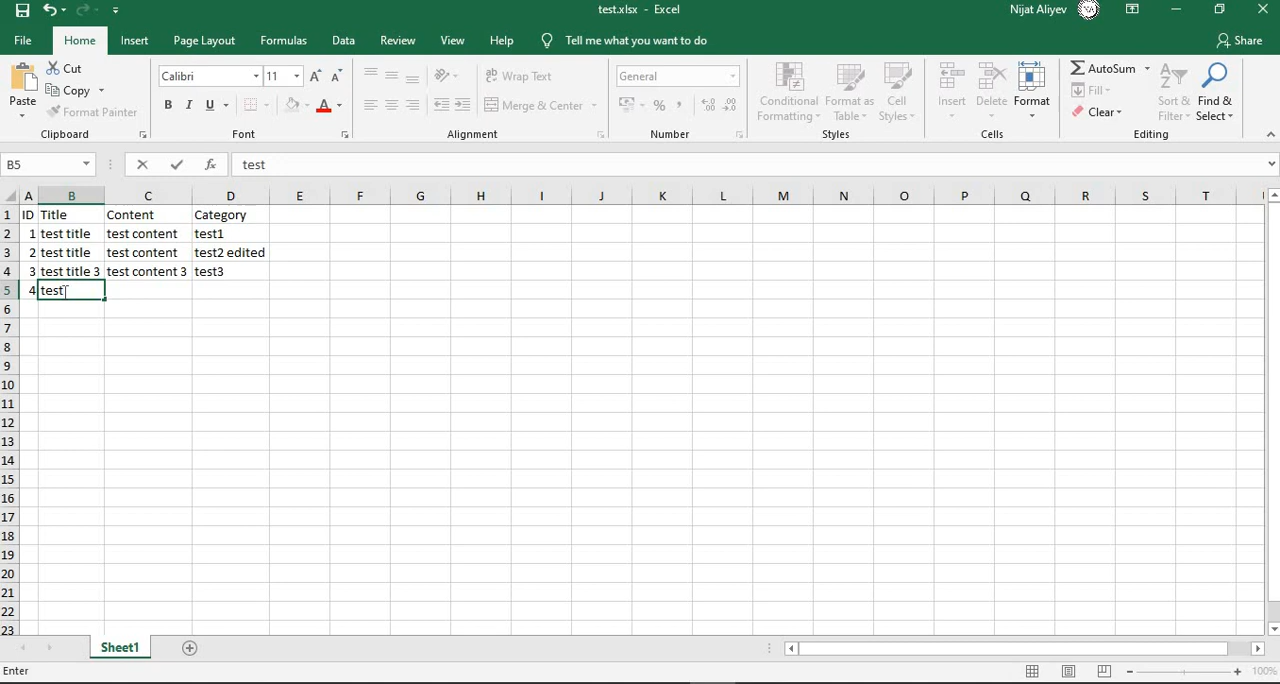 test.xlsx - Excel
Nijat Aliyev
File Home Insert Page Layout Formulas Data Review View Help Tell me what you want to do Share
Paste Cut Copy Format Painter Clipboard
Calibri 11 B I U A Font
ab Wrap Text Merge & Center Alignment
General % , Number
Conditional Formatting Format as Table Cell Styles Styles
Insert Delete Format Cells
AutoSum Fill Clear Sort & Filter Find & Select Editing
B5 fx test
A B C D E F G H I J K L M N O P Q R S T
1 ID Title Content Category
2 1 test title test content test1
3 2 test title test content test2 edited
4 3 test title 3 test content 3 test3
5 4 test
6
7
8
9
10
11
12
13
14
15
16
17
18
19
20
21
22
23
Sheet1
Enter 100%